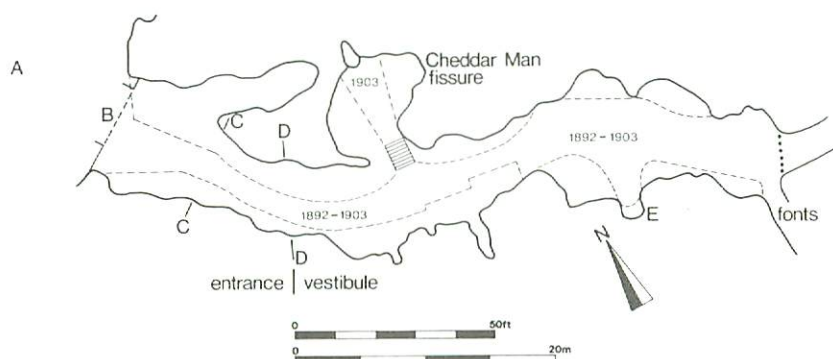 A
Cheddar Man
fissure
1903
B
C
D
1892-1903
1892-1903
C
D
E
fonts
N
entrance | vestibule
0 50ft
0 20m